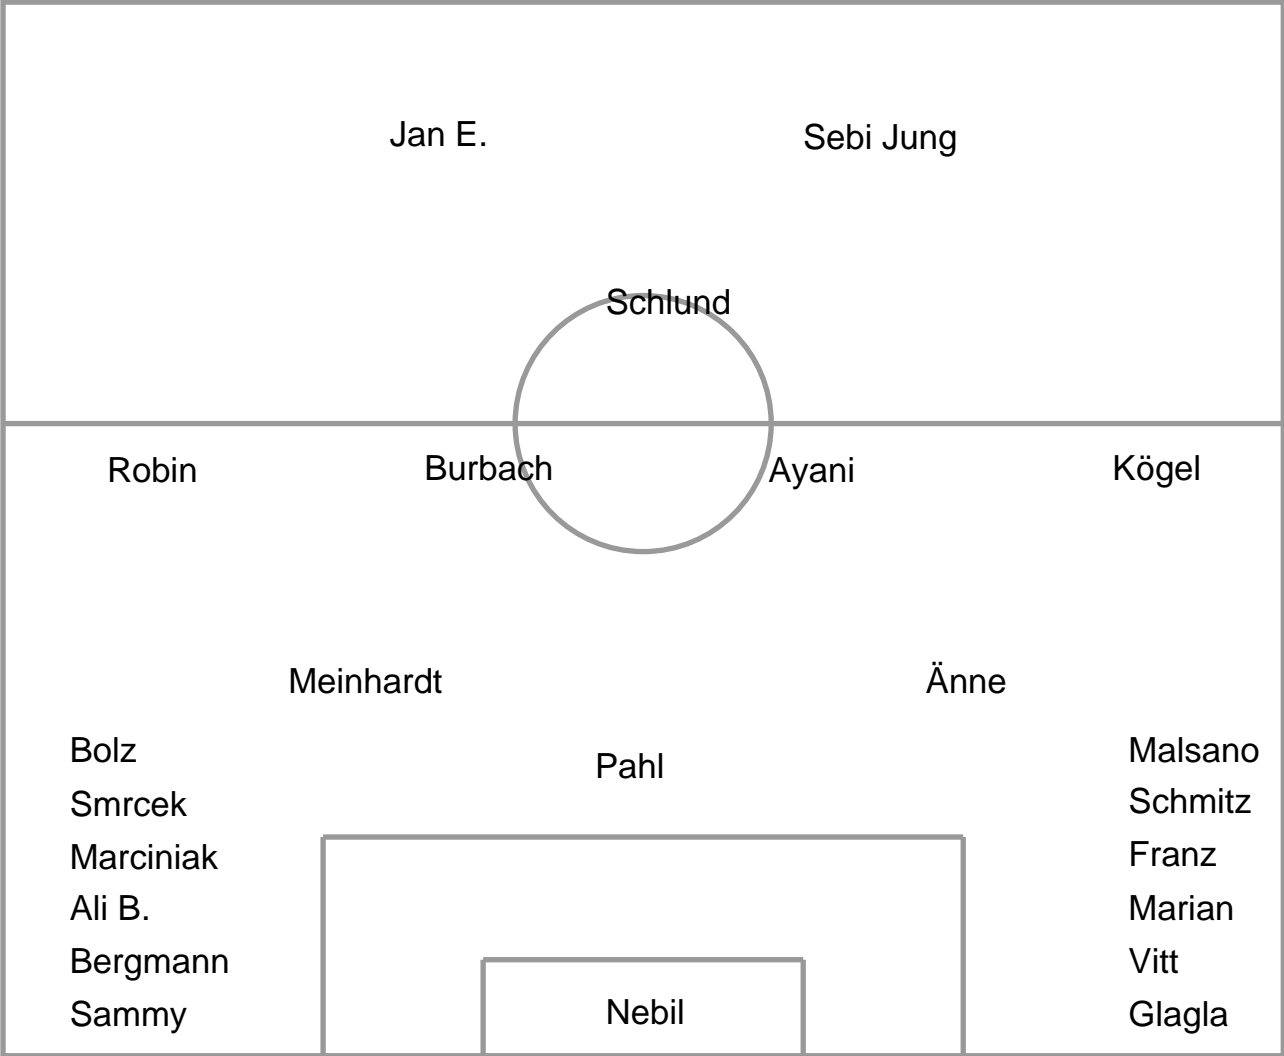 Jan E.
Sebi Jung
Schlund
Robin
Burbach
Ayani
Kögel
Meinhardt
Änne
Pahl
Bolz
Smrcek
Marciniak
Ali B.
Bergmann
Sammy
Malsano
Schmitz
Franz
Marian
Vitt
Glagla
Nebil